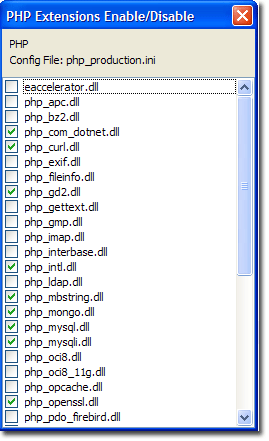 PHP Extensions Enable/Disable
PHP
Config File: php_production.ini
eaccelerator.dll
php_apc.dll
php_bz2.dll
php_com_dotnet.dll
php_curl.dll
php_exif.dll
php_fileinfo.dll
php_gd2.dll
php_gettext.dll
php_gmp.dll
php_imap.dll
php_interbase.dll
php_intl.dll
php_ldap.dll
php_mbstring.dll
php_mongo.dll
php_mysql.dll
php_mysqli.dll
php_oci8.dll
php_oci8_11g.dll
php_opcache.dll
php_openssl.dll
php_pdo_firebird.dll